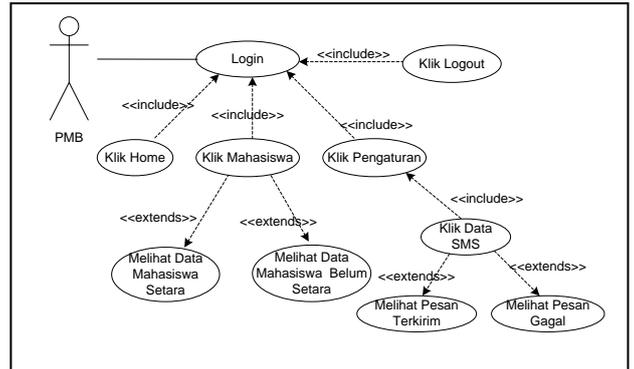 Login
<<include>>
Klik Logout
<<include>>
<<include>>
<<include>>
PMB
Klik Home
Klik Mahasiswa
Klik Pengaturan
<<include>>
<<extends>>
<<extends>>
Klik Data
SMS
Melihat Data
Mahasiswa
Setara
Melihat Data
Mahasiswa Belum
Setara
<<extends>>
<<extends>>
Melihat Pesan
Terkirim
Melihat Pesan
Gagal